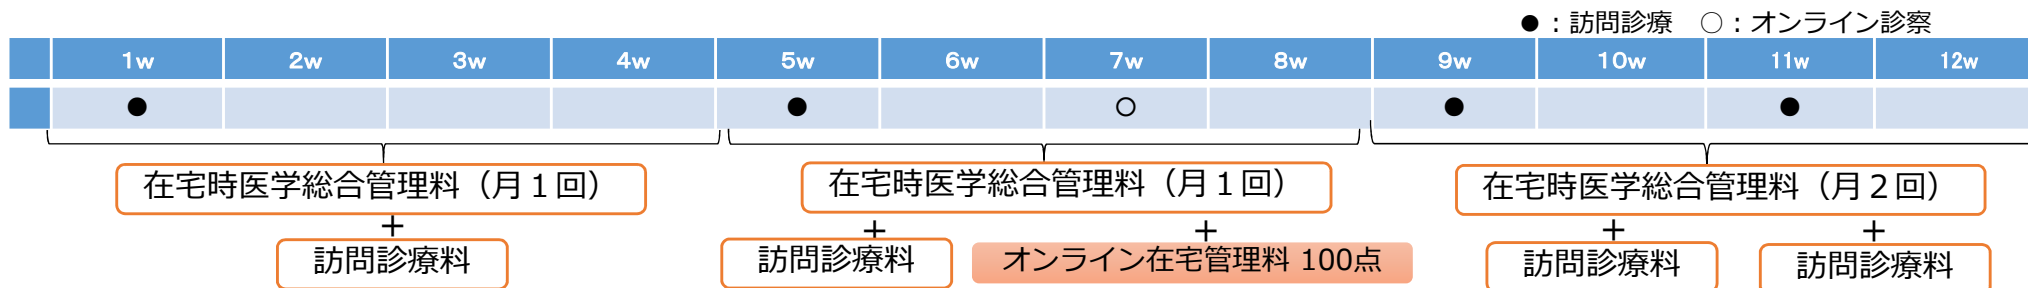 ●：訪問診療　○：オンライン診察
1w 2w 3w 4w 5w 6w 7w 8w 9w 10w 11w 12w
● ● ○ ● ●
在宅時医学総合管理料（月１回） 在宅時医学総合管理料（月１回） 在宅時医学総合管理料（月２回）
+ + + + +
訪問診療料 訪問診療料 オンライン在宅管理料 100点 訪問診療料 訪問診療料